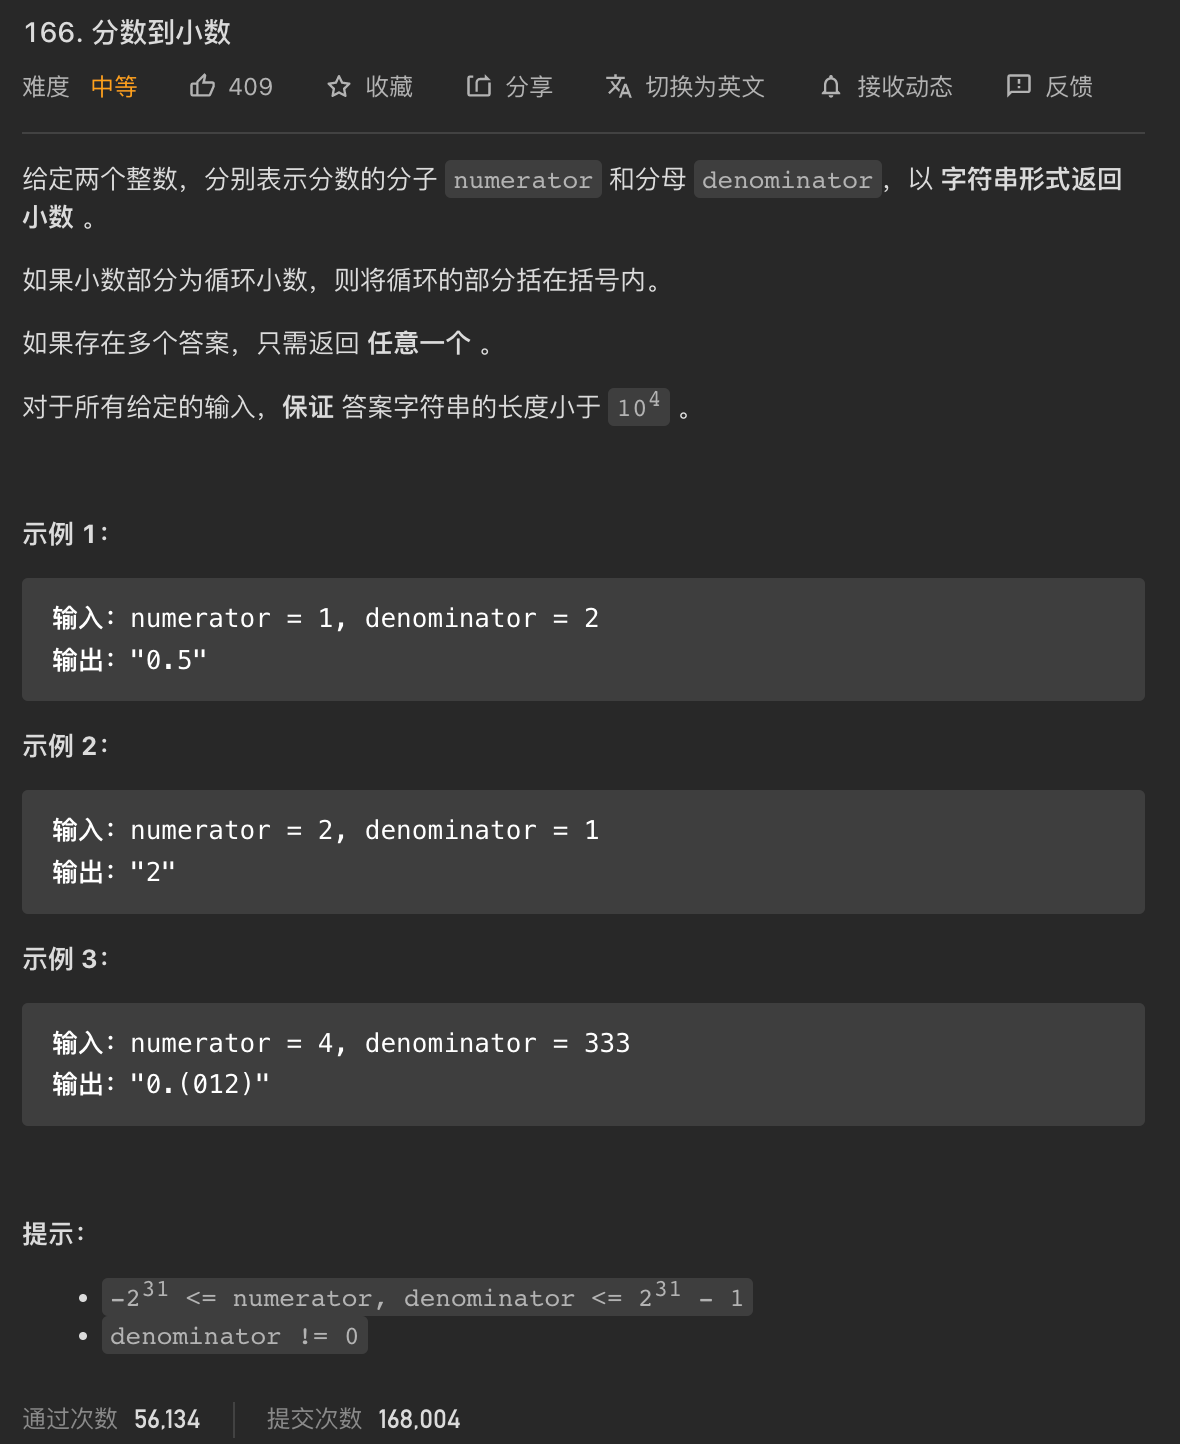 166. 分数到小数
难度 中等 409 收藏 分享 切换为英文 接收动态 反馈
给定两个整数，分别表示分数的分子 numerator 和分母 denominator，以 字符串形式返回
小数 。
如果小数部分为循环小数，则将循环的部分括在括号内。
如果存在多个答案，只需返回 任意一个 。
对于所有给定的输入，保证 答案字符串的长度小于 10⁴ 。
示例 1：
输入：numerator = 1, denominator = 2
输出："0.5"
示例 2：
输入：numerator = 2, denominator = 1
输出："2"
示例 3：
输入：numerator = 4, denominator = 333
输出："0.(012)"
提示：
• -2³¹ <= numerator, denominator <= 2³¹ - 1
• denominator != 0
通过次数 56,134 提交次数 168,004